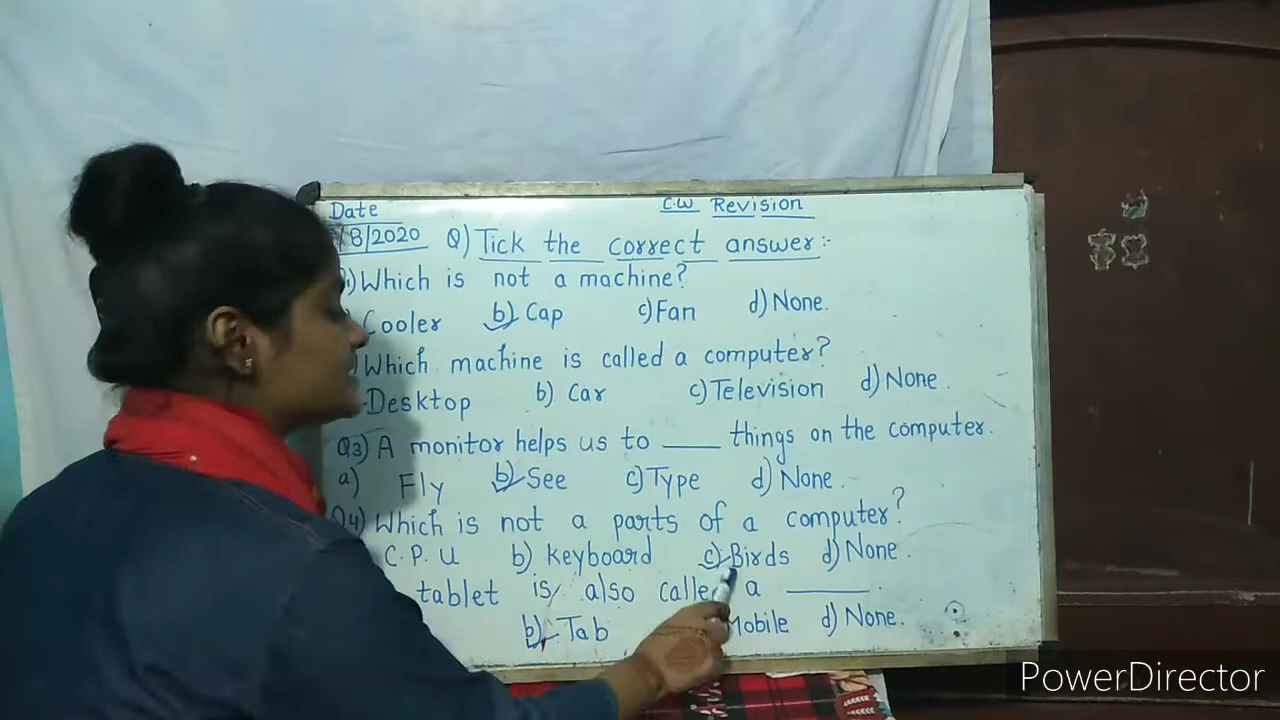 Date C.W Revision
/8/2020 Q) Tick the correct answer:-
1) Which is not a machine?
Cooler b) Cap c) Fan d) None.
) Which machine is called a computer?
Desktop b) Car c) Television d) None.
Q3) A monitor helps us to ____ things on the computer.
a) Fly b) See c) Type d) None.
Q4) Which is not a parts of a computer?
C.P.U b) Keyboard c) Birds d) None.
tablet is also called a ____.
b) Tab Mobile d) None.
PowerDirector